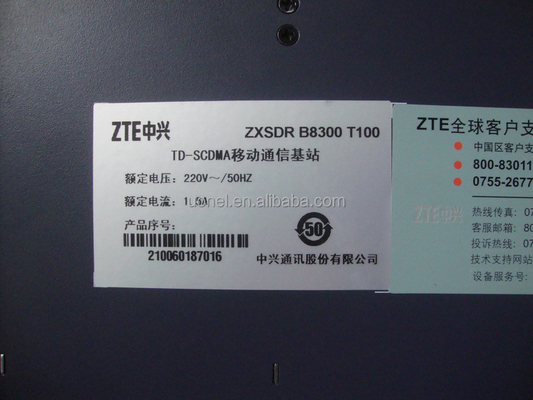 ZTE中兴
ZXSDR B8300 T100
TD-SCDMA移动通信基站
额定电压: 220V～/50HZ
额定电流: 1.6A
产品序号:
210060187016
50
中兴通讯股份有限公司
ZTE全球客户支
中国区客户支
800-83011
0755-2677
ZTE中兴
热线传真: 07
客服邮箱: 80
投诉热线: 07
技术支持网站
设备服务号: